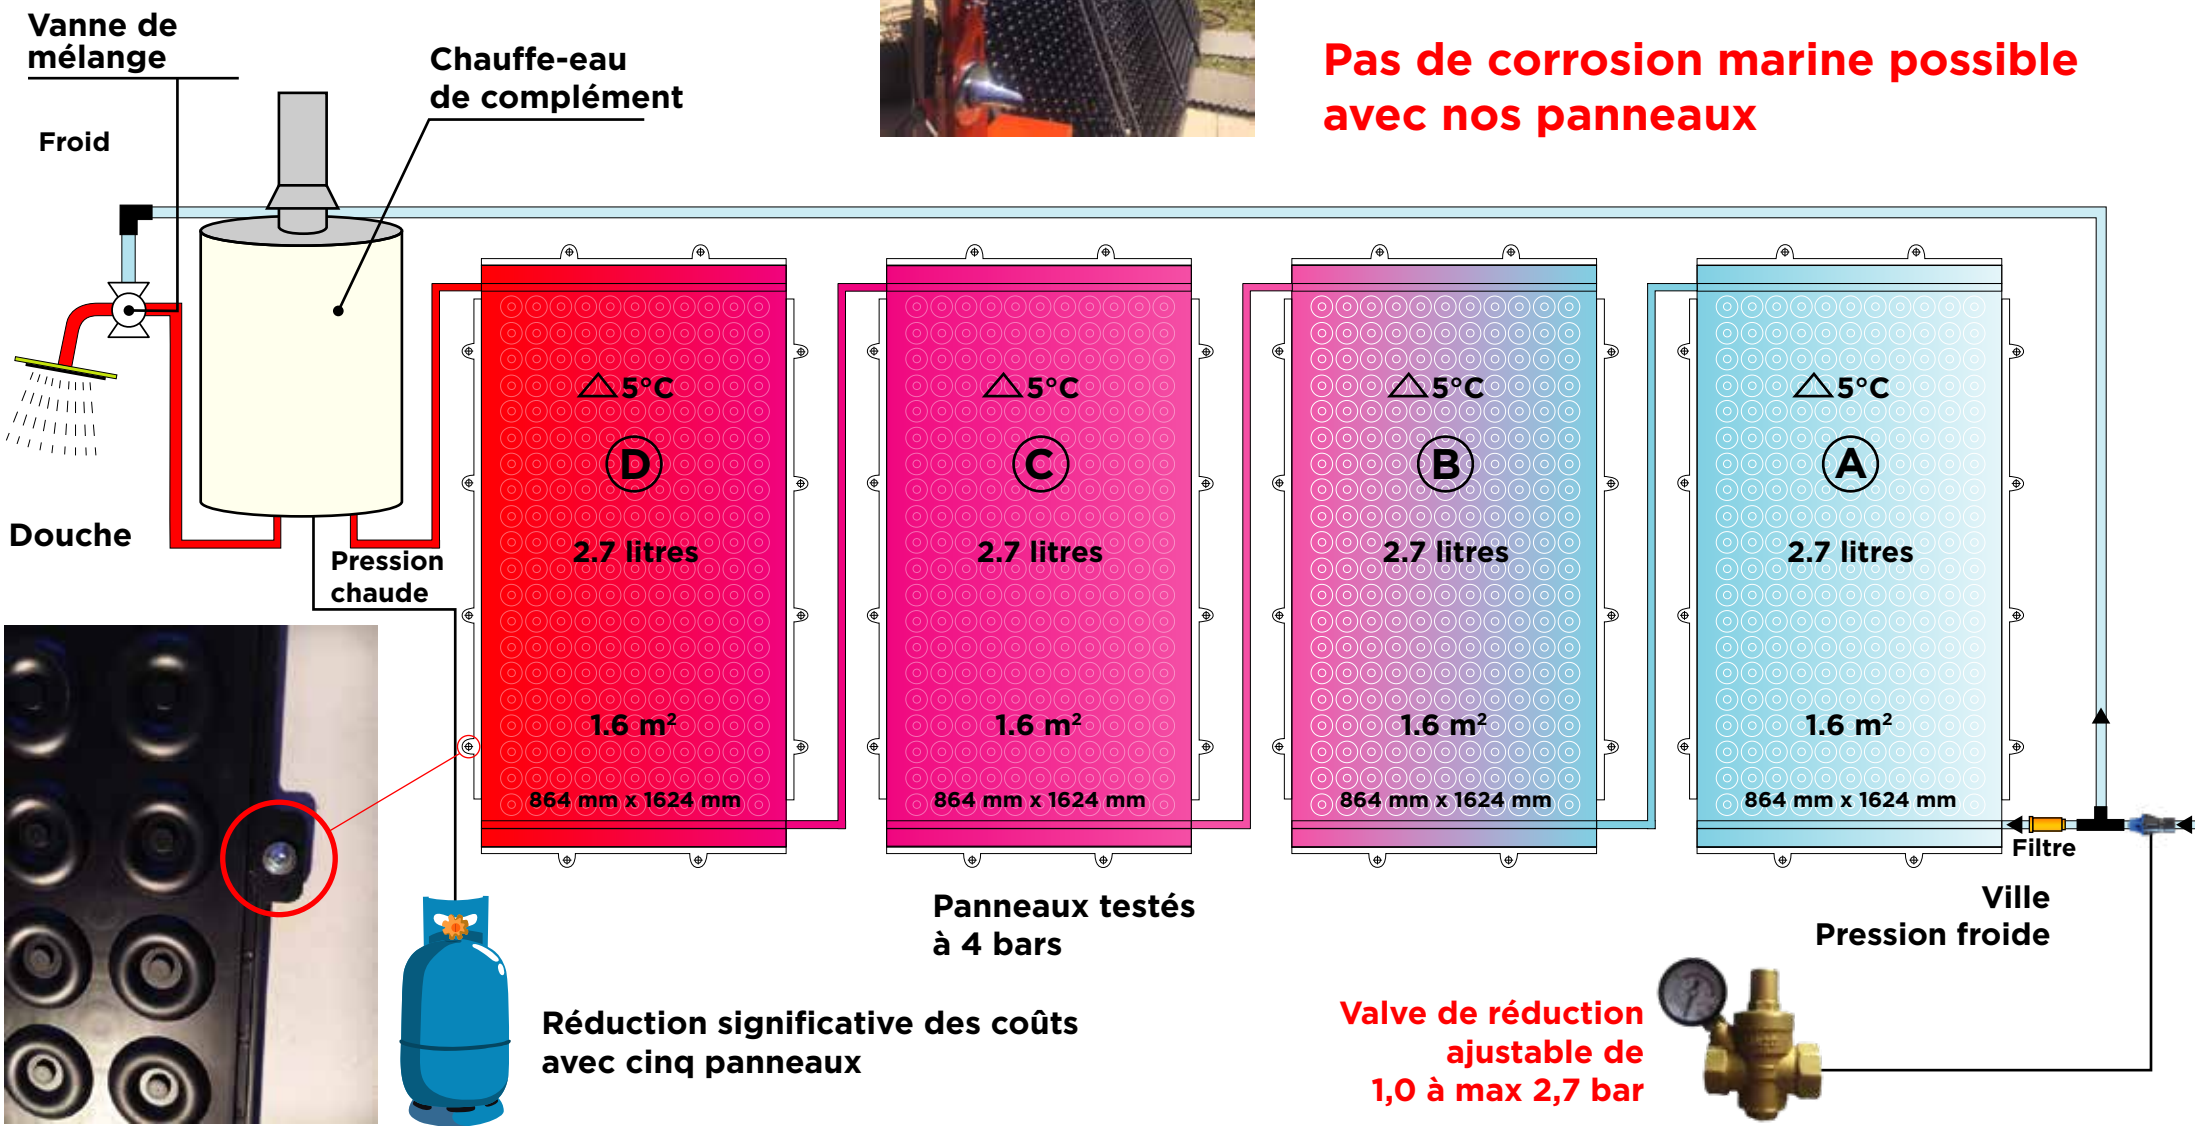 Vanne de
mélange
Chauffe-eau
de complément
Pas de corrosion marine possible
avec nos panneaux
Froid
Douche
Pression
chaude
5°C
D
2.7 litres
1.6 m²
864 mm x 1624 mm
5°C
C
2.7 litres
1.6 m²
864 mm x 1624 mm
5°C
B
2.7 litres
1.6 m²
864 mm x 1624 mm
5°C
A
2.7 litres
1.6 m²
864 mm x 1624 mm
Filtre
Ville
Pression froide
Panneaux testés
à 4 bars
Réduction significative des coûts
avec cinq panneaux
Valve de réduction
ajustable de
1,0 à max 2,7 bar